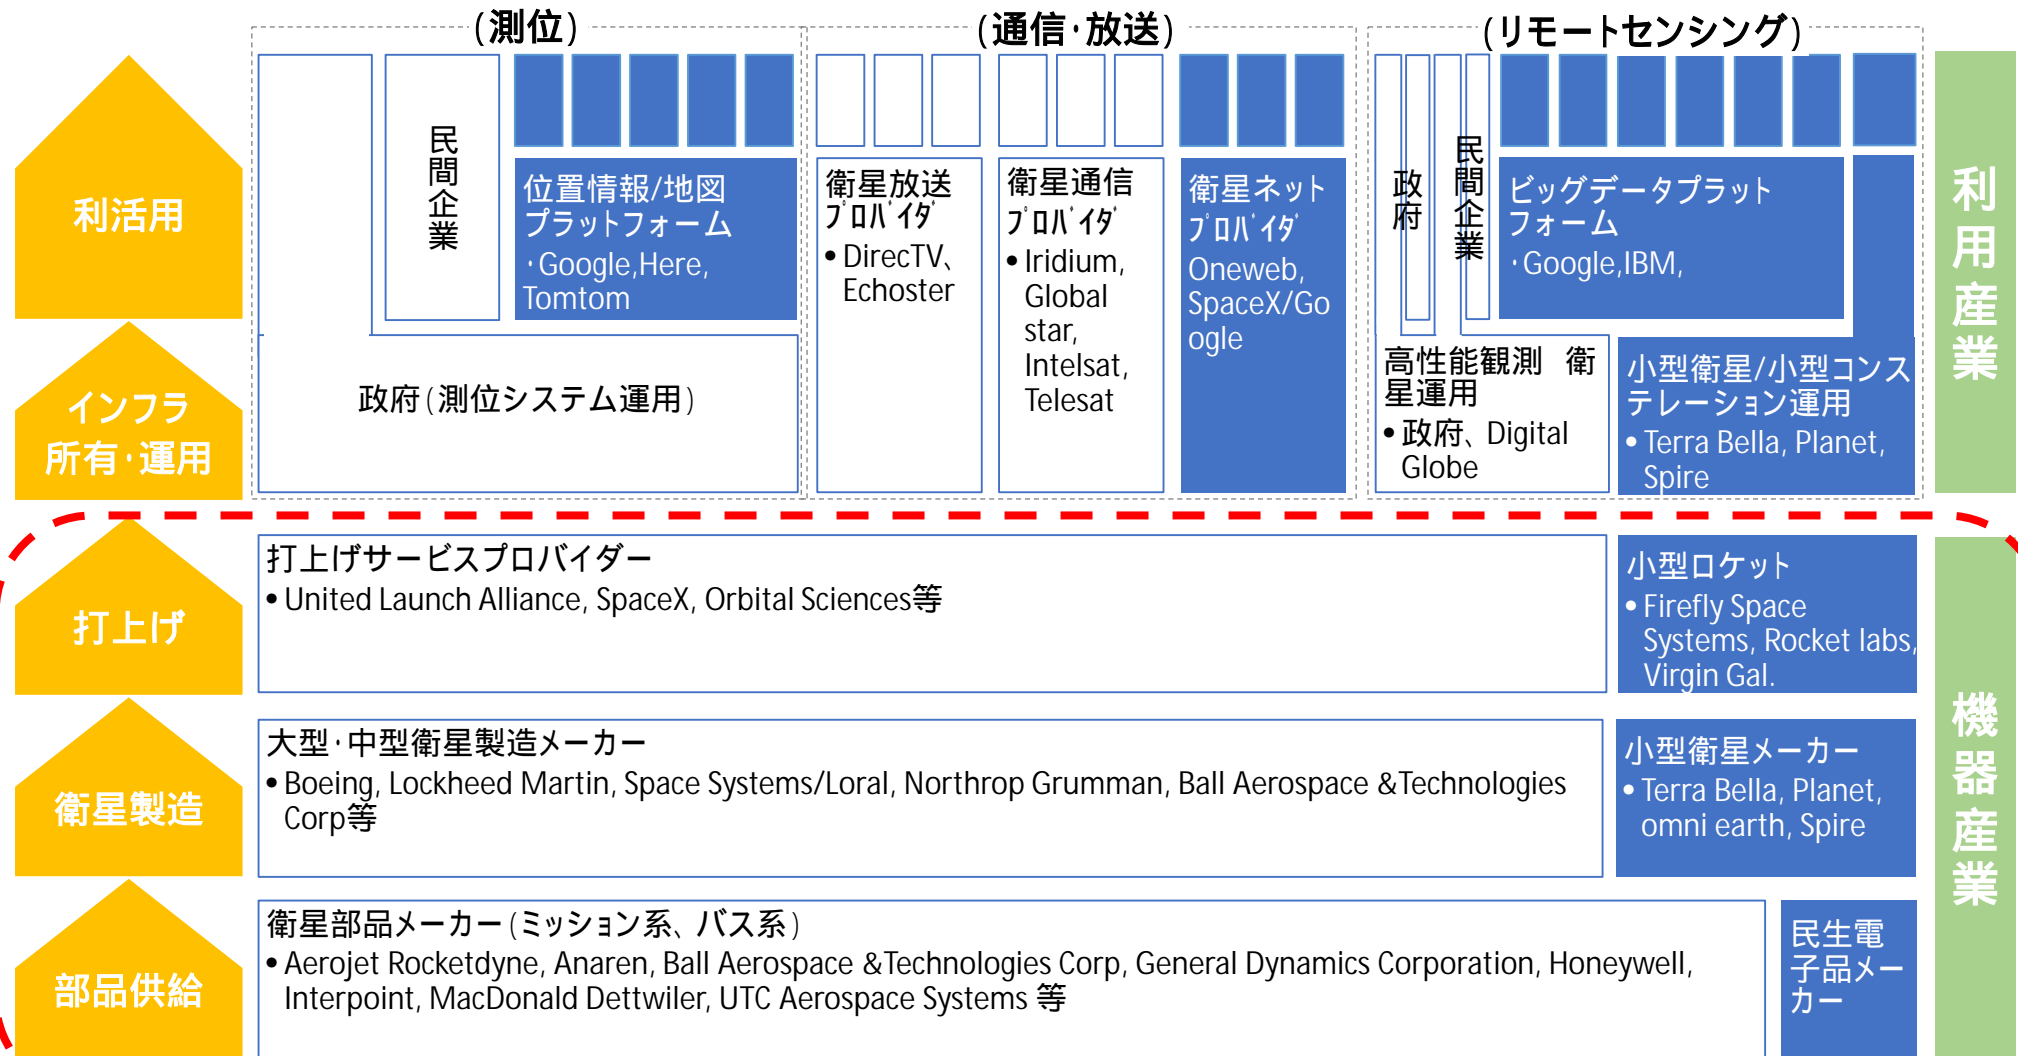 (測位)
(通信・放送)
(リモートセンシング)
利活用
民
間
企
業
位置情報/地図
プラットフォーム
・Google,Here,
Tomtom
衛星放送
ﾌﾟﾛﾊﾞｲﾀﾞ
• DirecTV、
Echoster
衛星通信
ﾌﾟﾛﾊﾞｲﾀﾞ
• Iridium,
Global
star,
Intelsat,
Telesat
衛星ネット
ﾌﾟﾛﾊﾞｲﾀﾞ
Oneweb,
SpaceX/Go
ogle
政
府
民
間
企
業
ビッグデータプラット
フォーム
・Google,IBM,
利
用
産
業
インフラ
所有・運用
政府(測位システム運用)
高性能観測 衛
星運用
• 政府、Digital
Globe
小型衛星/小型コンス
テレーション運用
• Terra Bella, Planet,
Spire
打上げ
打上げサービスプロバイダー
• United Launch Alliance, SpaceX, Orbital Sciences等
小型ロケット
• Firefly Space
Systems, Rocket labs,
Virgin Gal.
衛星製造
大型・中型衛星製造メーカー
• Boeing, Lockheed Martin, Space Systems/Loral, Northrop Grumman, Ball Aerospace &Technologies
Corp等
小型衛星メーカー
• Terra Bella, Planet,
omni earth, Spire
機
器
産
業
部品供給
衛星部品メーカー(ミッション系、バス系)
• Aerojet Rocketdyne, Anaren, Ball Aerospace &Technologies Corp, General Dynamics Corporation, Honeywell,
Interpoint, MacDonald Dettwiler, UTC Aerospace Systems 等
民生電
子品メー
カー